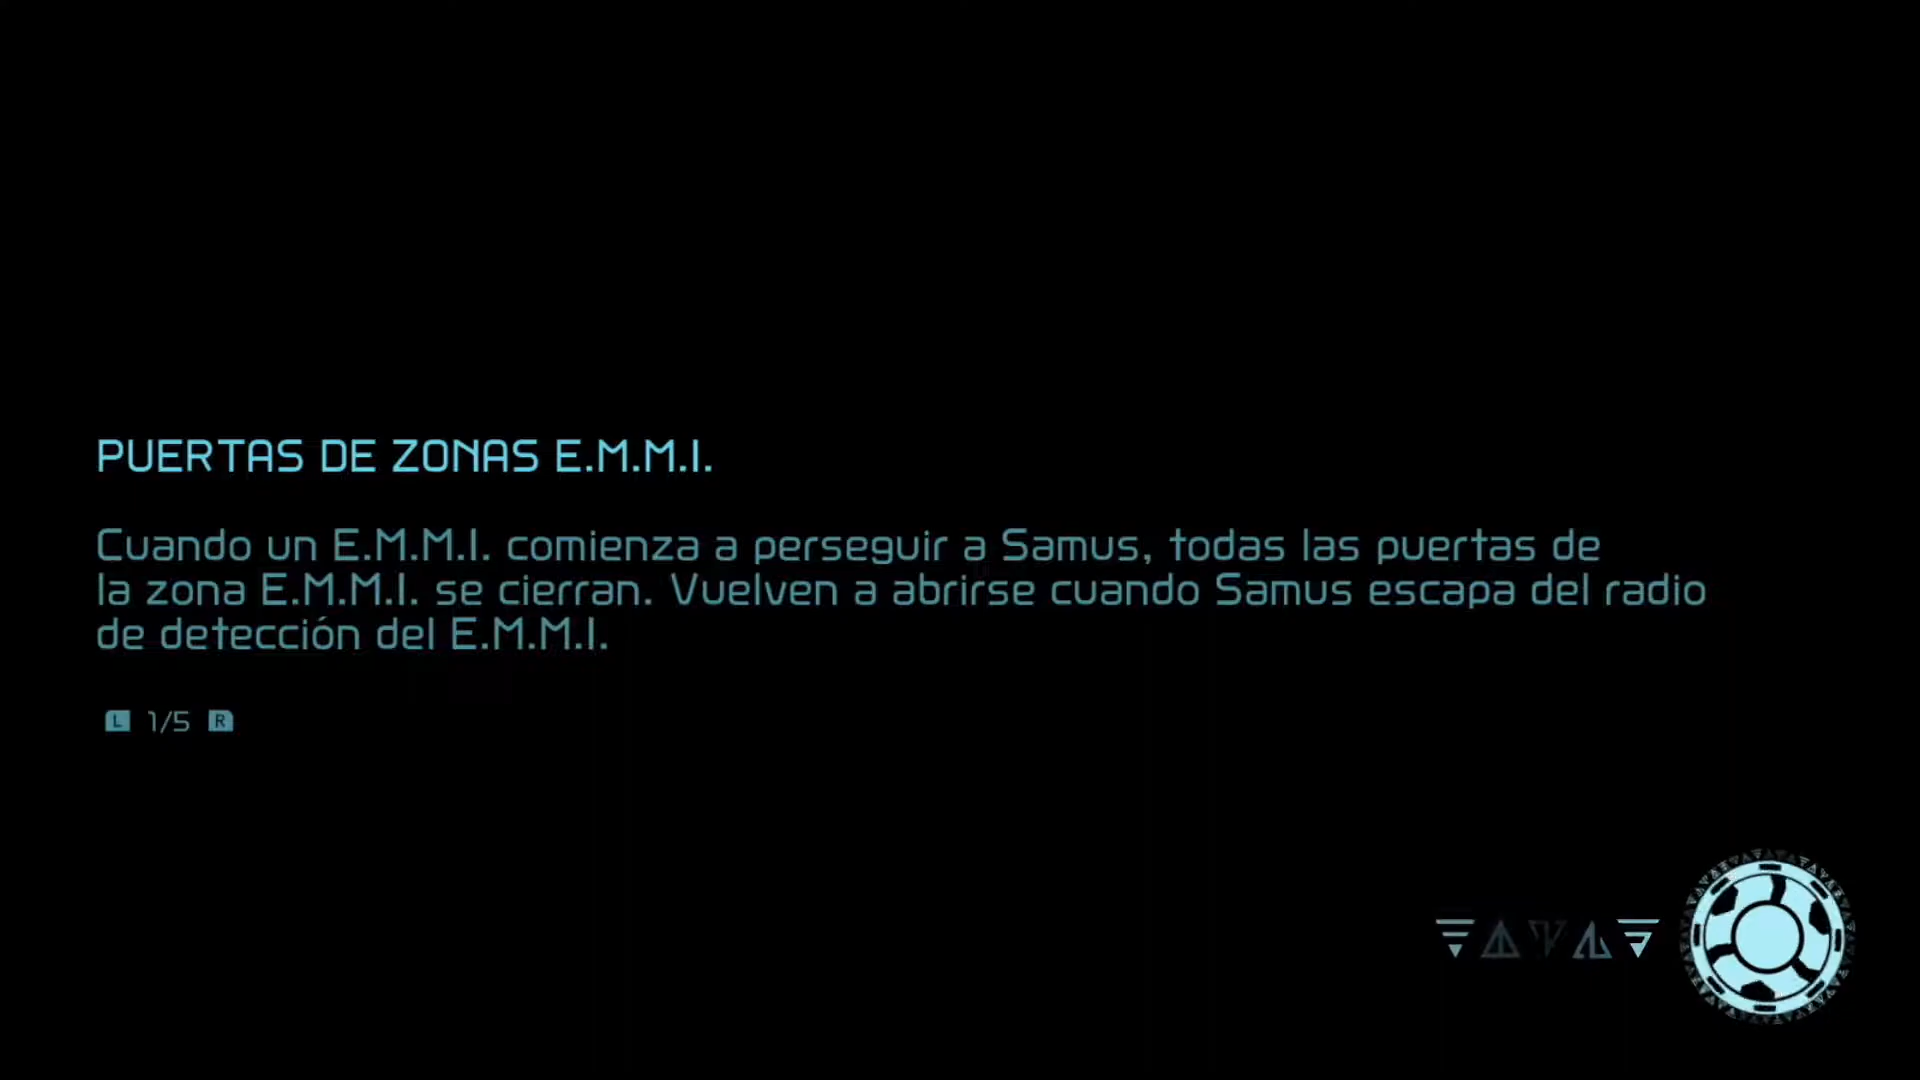 PUERTAS DE ZONAS E.M.M.I.
Cuando un E.M.M.I. comienza a perseguir a Samus, todas las puertas de
la zona E.M.M.I. se cierran. Vuelven a abrirse cuando Samus escapa del radio
de detección del E.M.M.I.
L 1/5 R